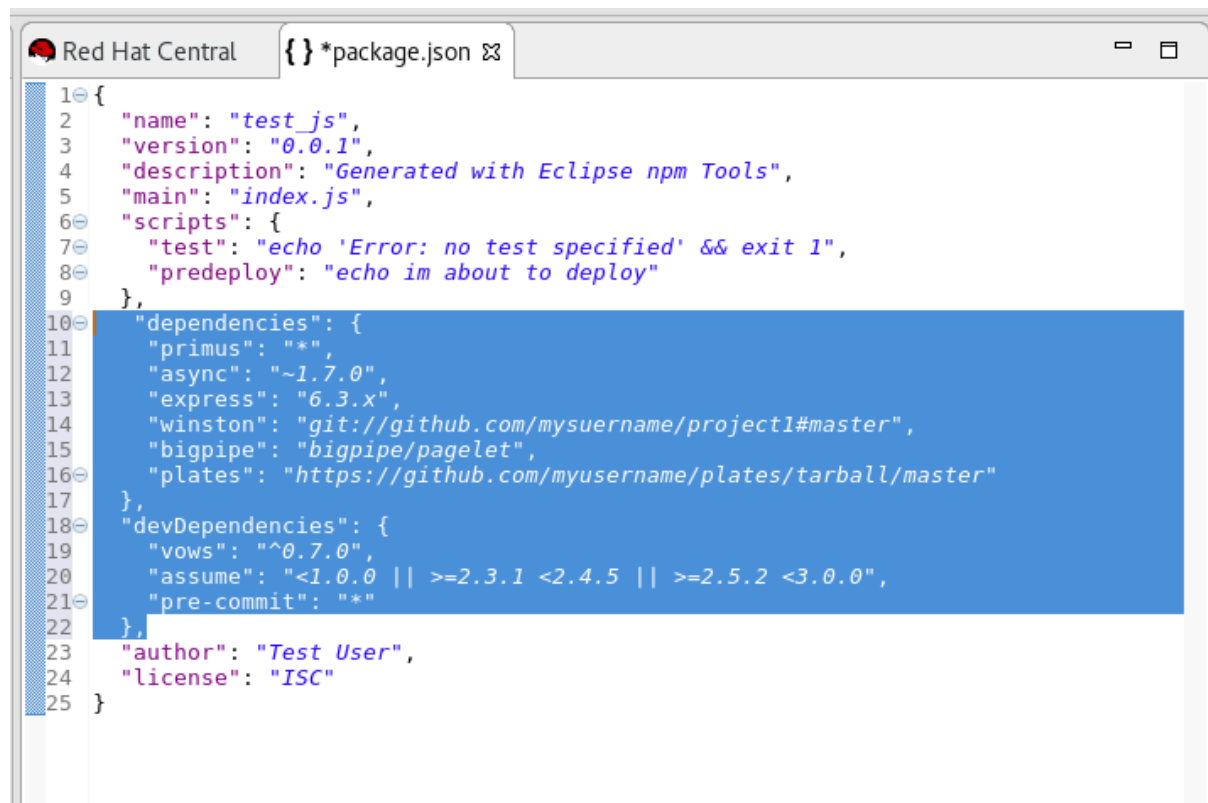 Red Hat Central
{ } *package.json
1 {
2   "name": "test_js",
3   "version": "0.0.1",
4   "description": "Generated with Eclipse npm Tools",
5   "main": "index.js",
6   "scripts": {
7     "test": "echo 'Error: no test specified' && exit 1",
8     "predeploy": "echo im about to deploy"
9   },
10    "dependencies": {
11     "primus": "*",
12     "async": "~1.7.0",
13     "express": "6.3.x",
14     "winston": "git://github.com/mysuername/project1#master",
15     "bigpipe": "bigpipe/pagelet",
16     "plates": "https://github.com/myusername/plates/tarball/master"
17   },
18   "devDependencies": {
19     "vows": "^0.7.0",
20     "assume": "<1.0.0 || >=2.3.1 <2.4.5 || >=2.5.2 <3.0.0",
21     "pre-commit": "*"
22   },
23   "author": "Test User",
24   "license": "ISC"
25 }